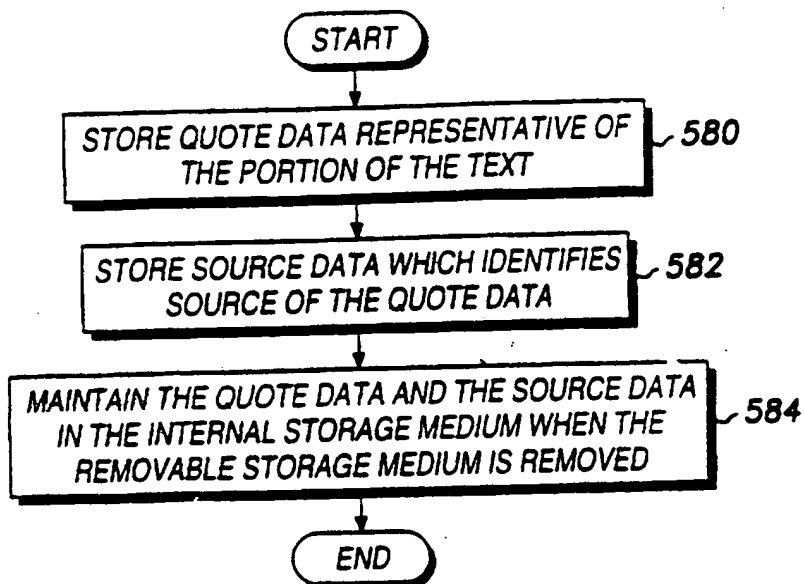 START
STORE QUOTE DATA REPRESENTATIVE OF
THE PORTION OF THE TEXT
580
STORE SOURCE DATA WHICH IDENTIFIES
SOURCE OF THE QUOTE DATA
582
MAINTAIN THE QUOTE DATA AND THE SOURCE DATA
IN THE INTERNAL STORAGE MEDIUM WHEN THE
REMOVABLE STORAGE MEDIUM IS REMOVED
584
END